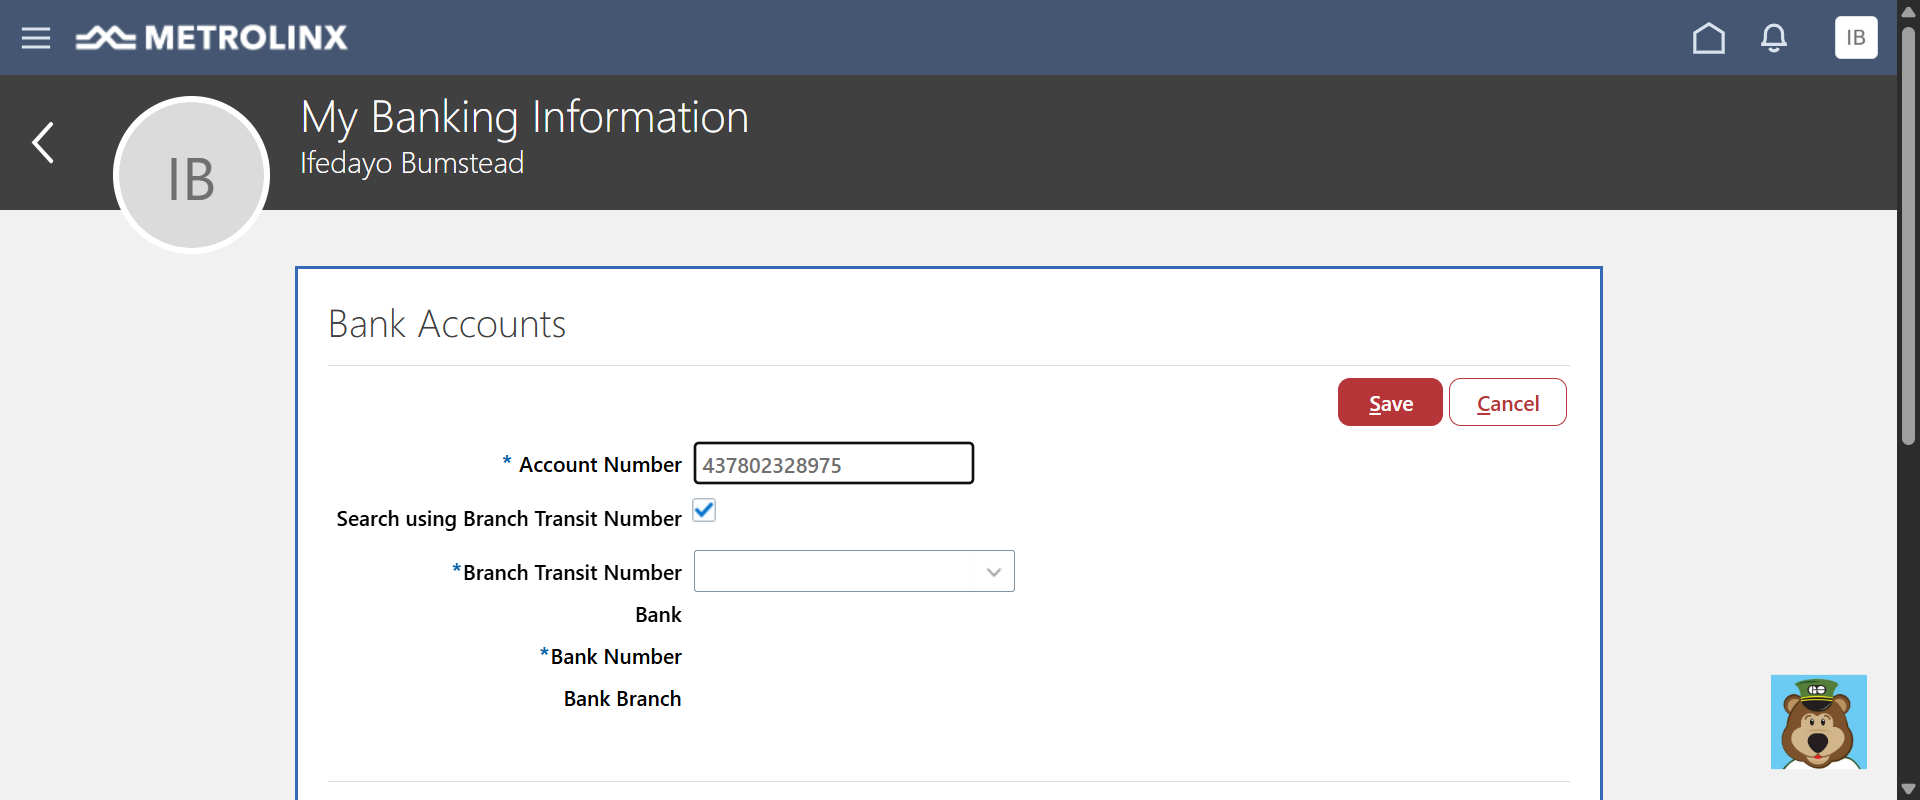 METROLINX
IB
My Banking Information
Ifedayo Bumstead
IB
Bank Accounts
Save Cancel
* Account Number 437802328975
Search using Branch Transit Number
*Branch Transit Number
Bank
*Bank Number
Bank Branch
GO